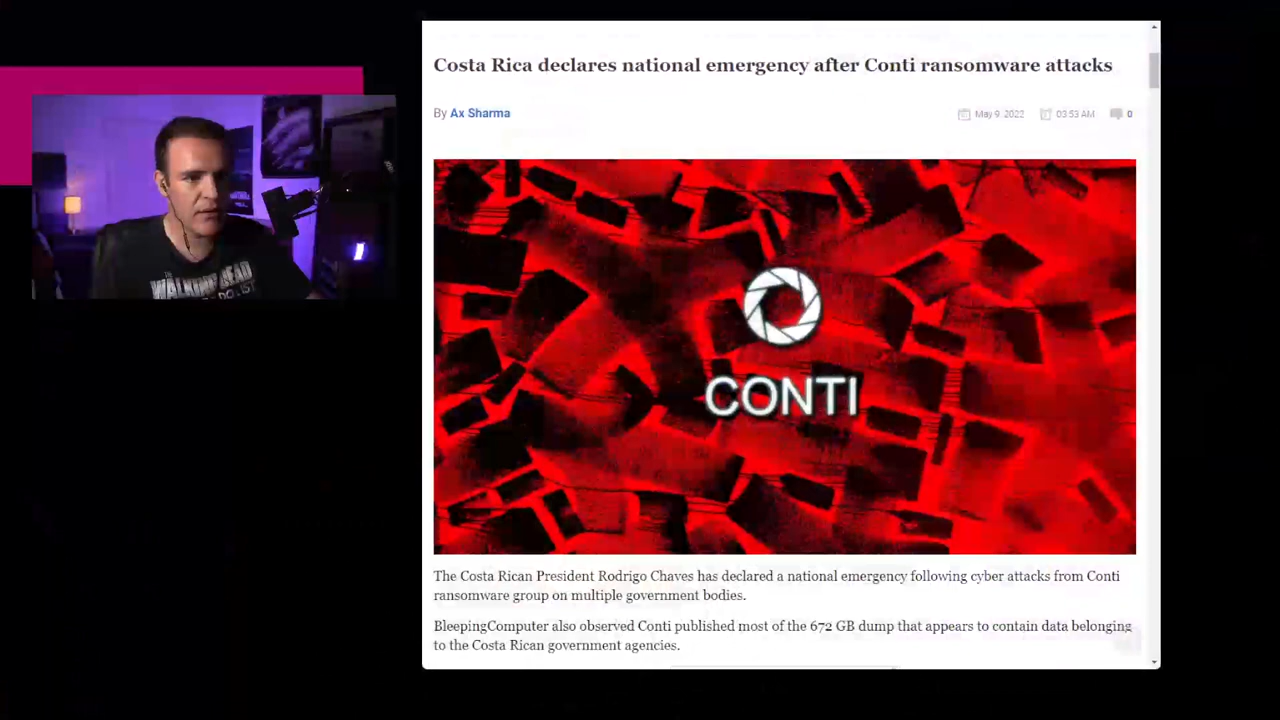 Costa Rica declares national emergency after Conti ransomware attacks
By Ax Sharma
May 9, 2022
03:53 AM
0
CONTI
THE
WALKING DEAD
The Costa Rican President Rodrigo Chaves has declared a national emergency following cyber attacks from Conti
ransomware group on multiple government bodies.
BleepingComputer also observed Conti published most of the 672 GB dump that appears to contain data belonging
to the Costa Rican government agencies.